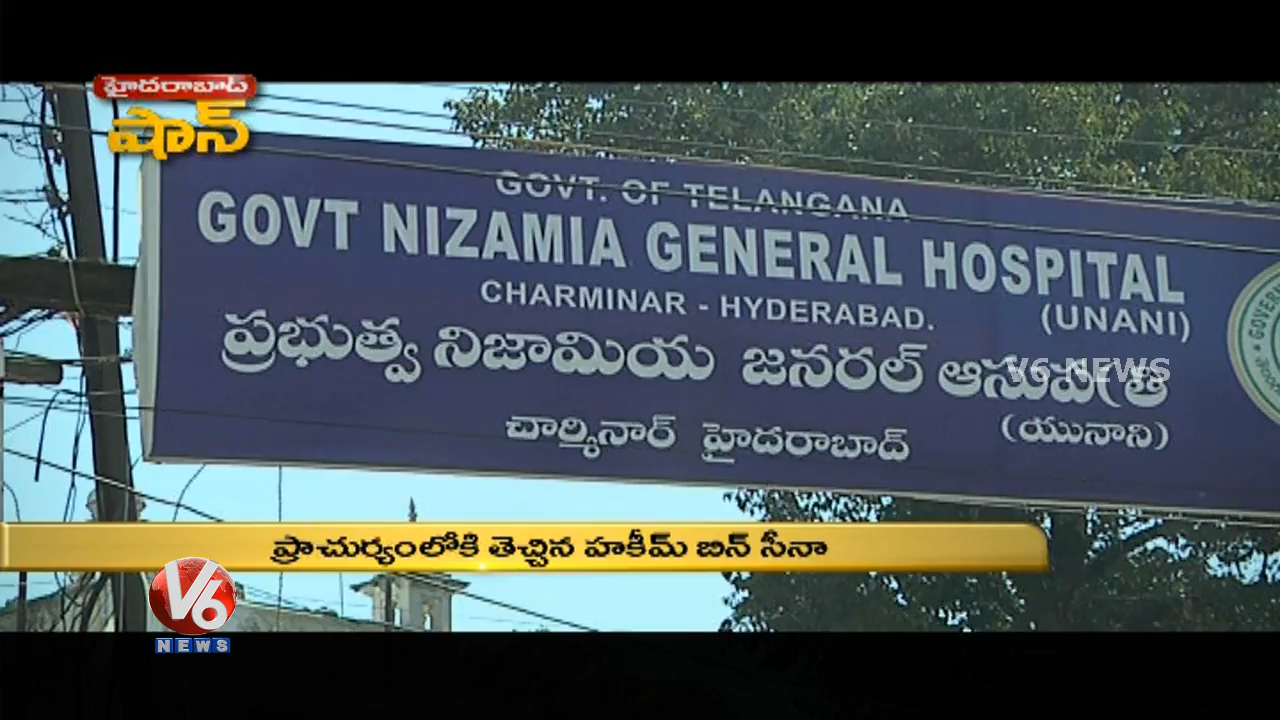 హైదరాబాద్
షాన్
GOVT. OF TELANGANA
GOVT NIZAMIA GENERAL HOSPITAL
CHARMINAR - HYDERABAD. (UNANI)
ప్రభుత్వ నిజామియ జనరల్ ఆసుపత్రి
V6 NEWS
చార్మినార్ హైదరాబాద్ (యునాని)
ప్రాచుర్యంలోకి తెచ్చిన హకీమ్ బిన్ సీనా
V6
NEWS